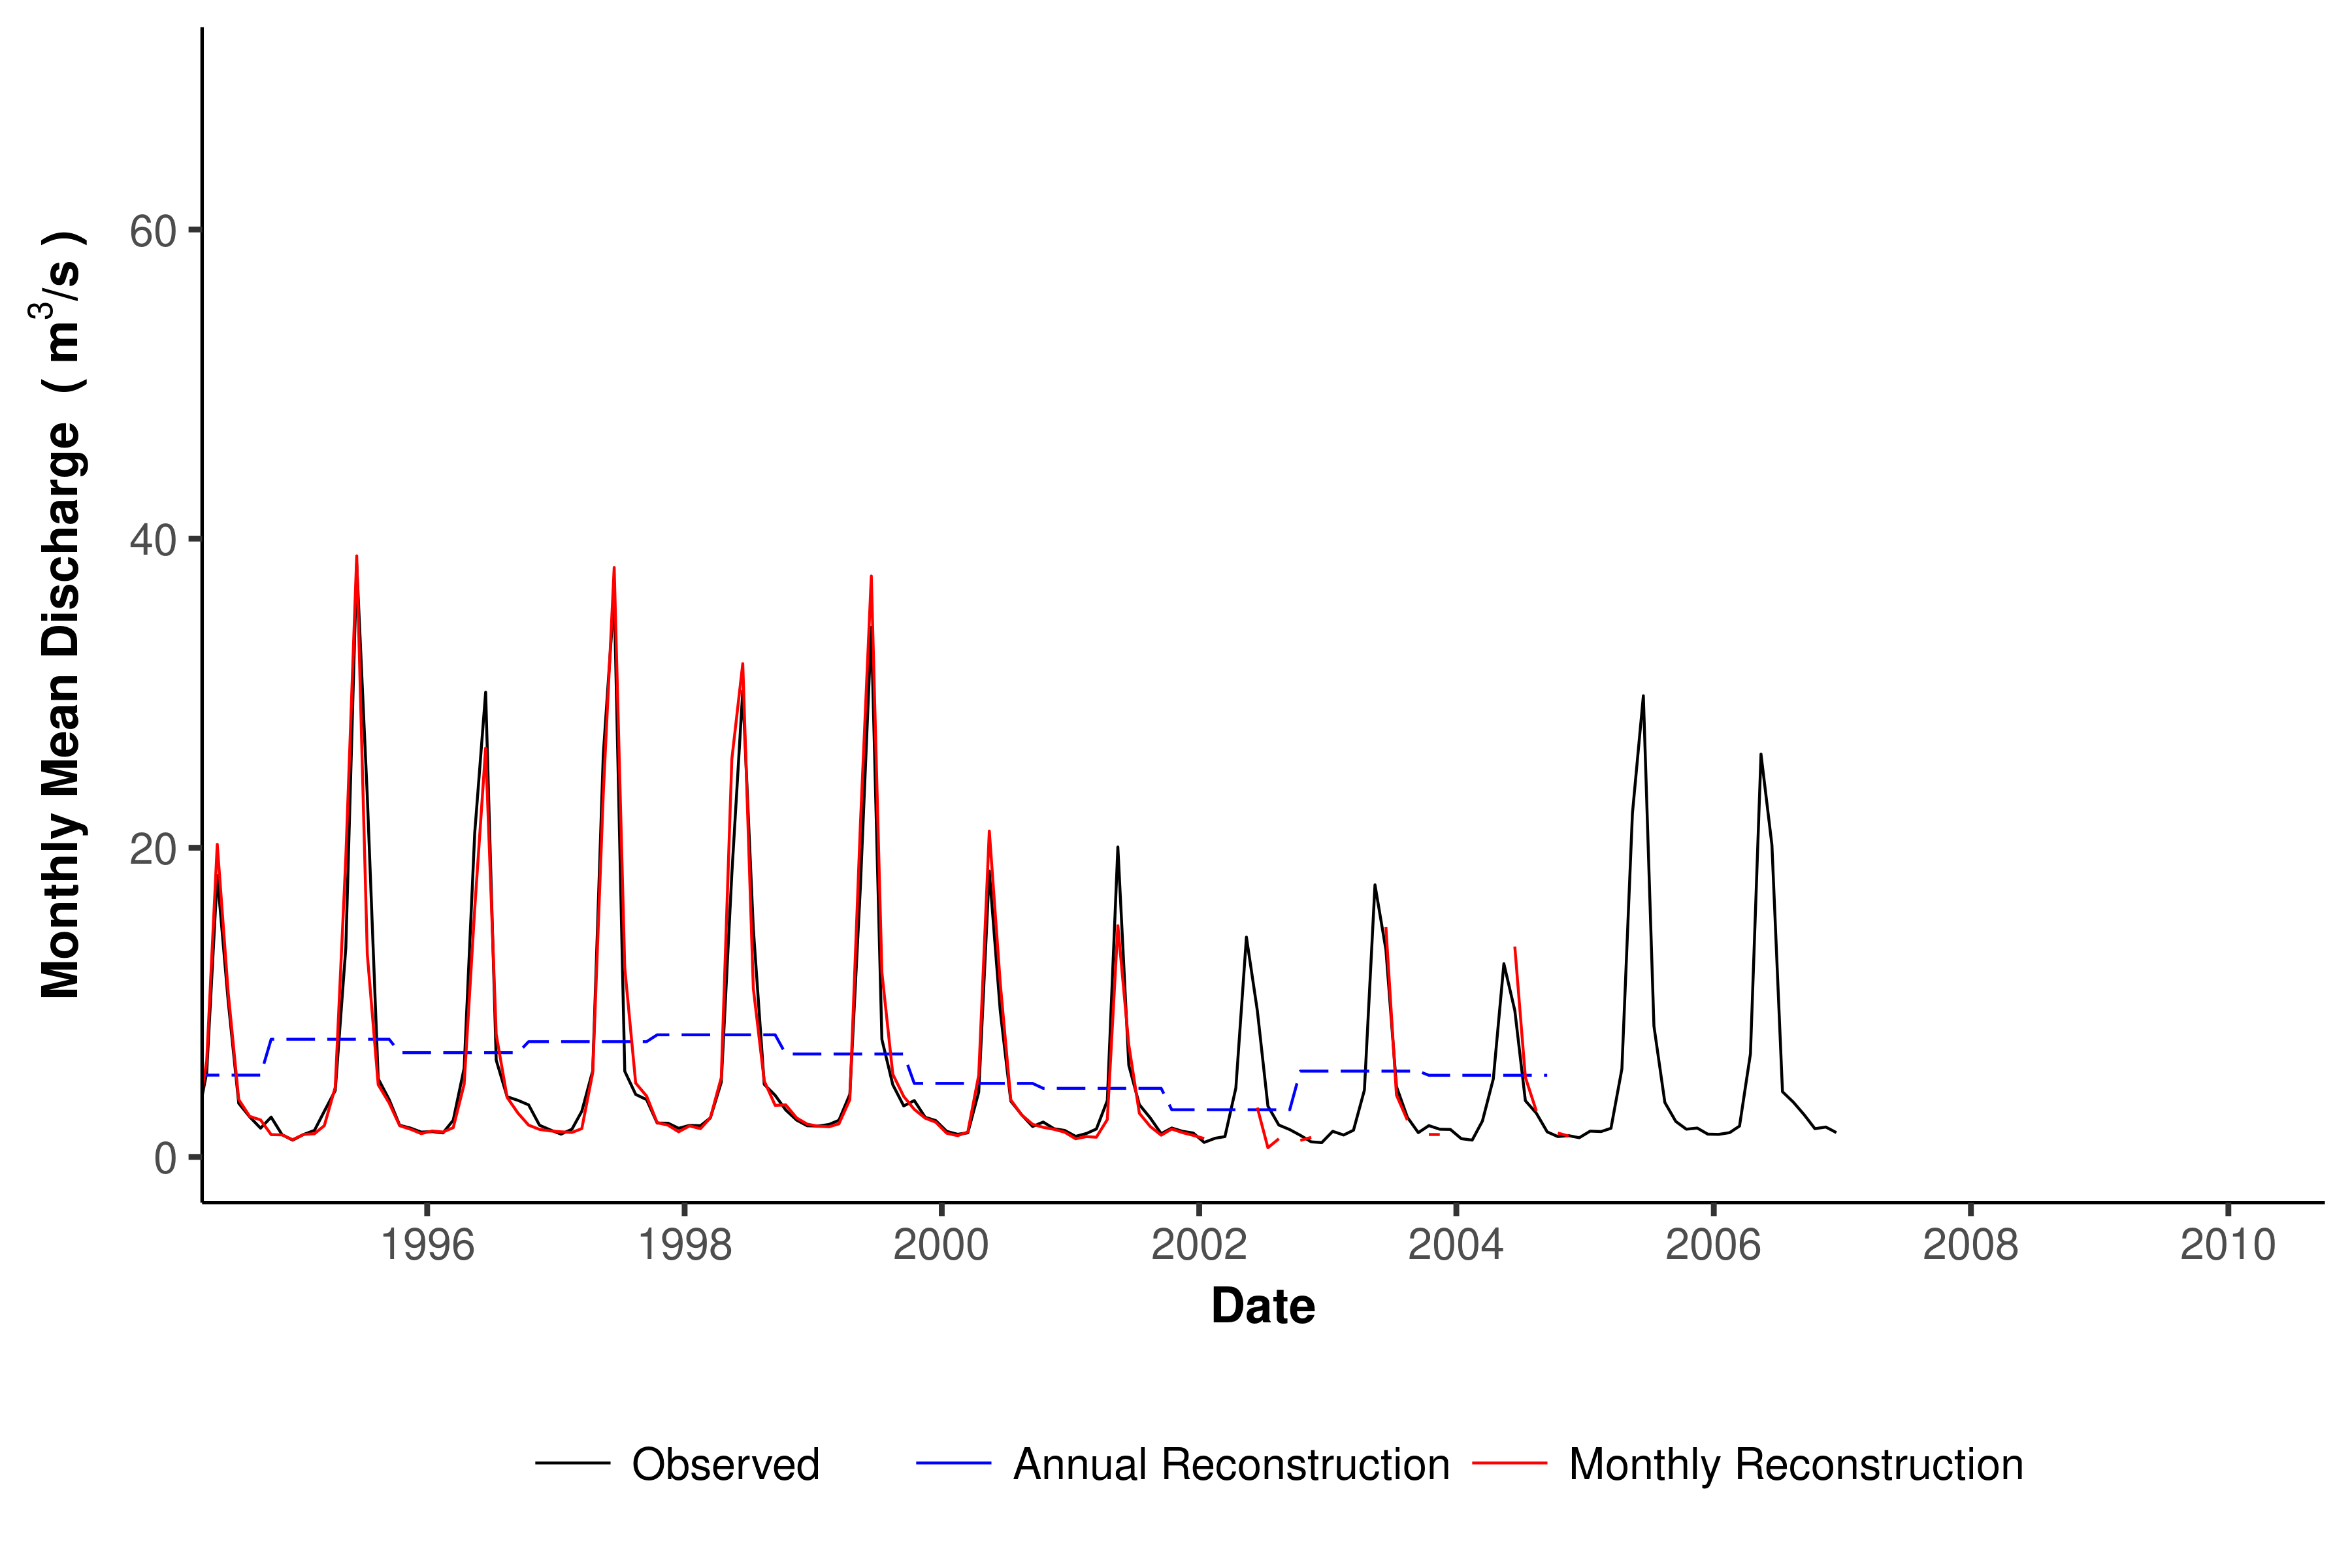 Monthly Mean Discharge ( m³/s )
60
40
20
0
1996 1998 2000 2002 2004 2006 2008 2010
Date
Observed Annual Reconstruction Monthly Reconstruction